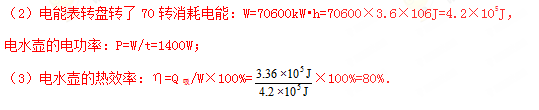 （2）电能表转盘转了 70 转消耗电能：W=70600kW•h=70600×3.6×106J=4.2×10⁵J，
电水壶的电功率：P=W/t=1400W；
（3）电水壶的热效率：η=Q吸/W×100%=3.36×10⁵J/4.2×10⁵J×100%=80%．